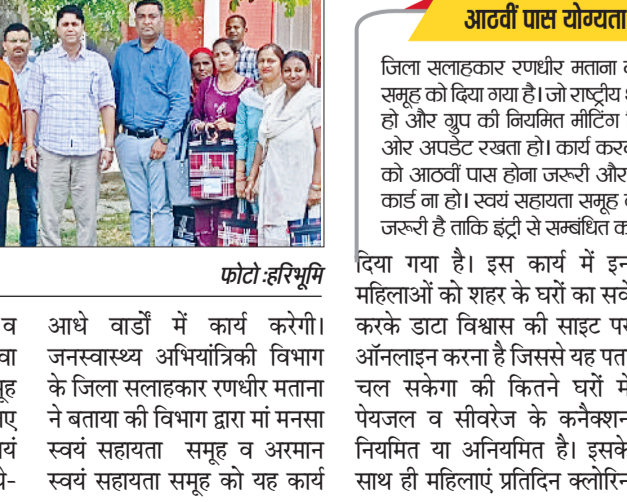 फोटो :हरिभूमि
व
वा
मूह
यं
ये-
आधे वार्डों में कार्य करेगी।
जनस्वास्थ्य अभियांत्रिकी विभाग
के जिला सलाहकार रणधीर मताना
ने बताया की विभाग द्वारा मां मनसा
स्वयं सहायता समूह व अरमान
स्वयं सहायता समूह को यह कार्य
आठवीं पास योग्यता
जिला सलाहकार रणधीर मताना
समूह को दिया गया है। जो राष्ट्रीय
हो और ग्रुप की नियमित मीटिंग
ओर अपडेट रखता हो। कार्य
को आठवीं पास होना जरूरी और
कार्ड ना हो। स्वयं सहायता समूह
जरूरी है ताकि इंट्री से सम्बंधित
दिया गया है। इस कार्य में इन
महिलाओं को शहर के घरों का सर्वे
करके डाटा विश्वास की साइट पर
ऑनलाइन करना है जिससे यह पता
चल सकेगा की कितने घरों में
पेयजल व सीवरेज के कनैक्शन
नियमित या अनियमित है। इसके
साथ ही महिलाएं प्रतिदिन क्लोरिन